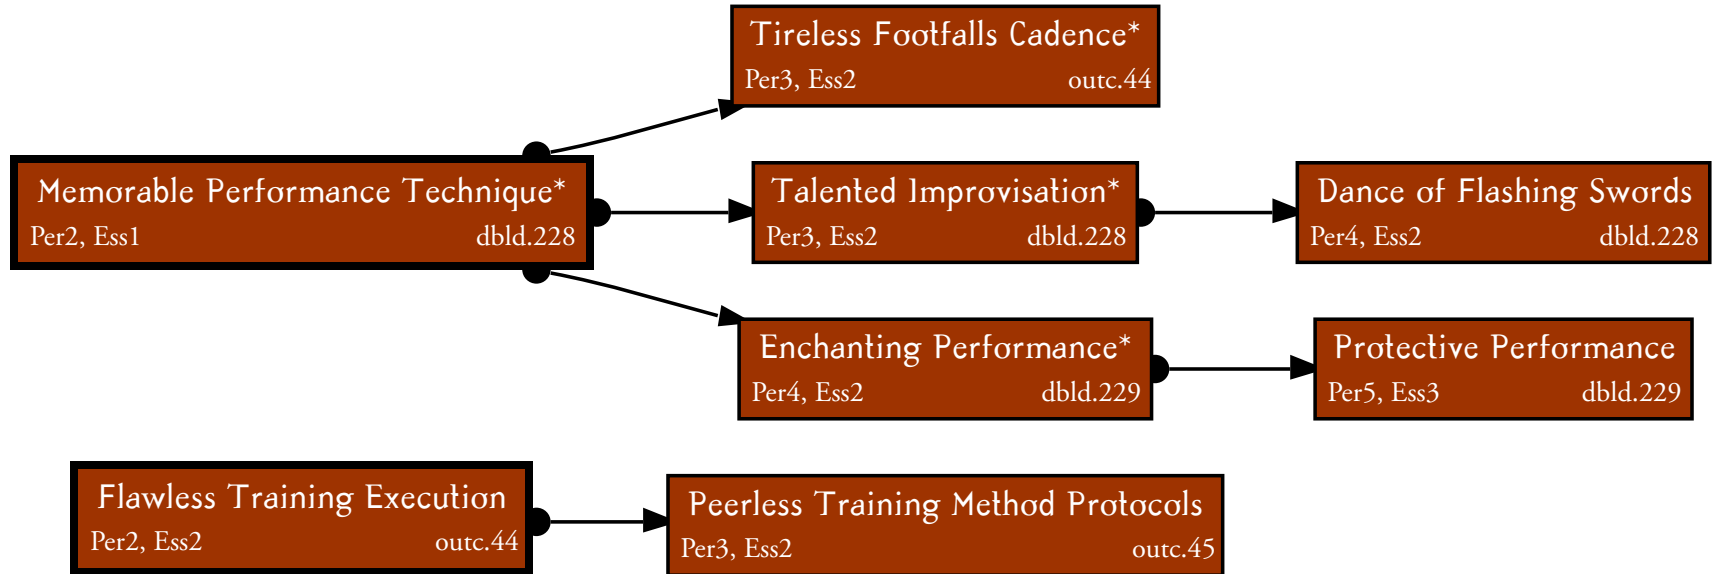 Tireless Footfalls Cadence*
Per3, Ess2 outc.44
Memorable Performance Technique*
Per2, Ess1 dbld.228
Talented Improvisation*
Per3, Ess2 dbld.228
Dance of Flashing Swords
Per4, Ess2 dbld.228
Enchanting Performance*
Per4, Ess2 dbld.229
Protective Performance
Per5, Ess3 dbld.229
Flawless Training Execution
Per2, Ess2 outc.44
Peerless Training Method Protocols
Per3, Ess2 outc.45